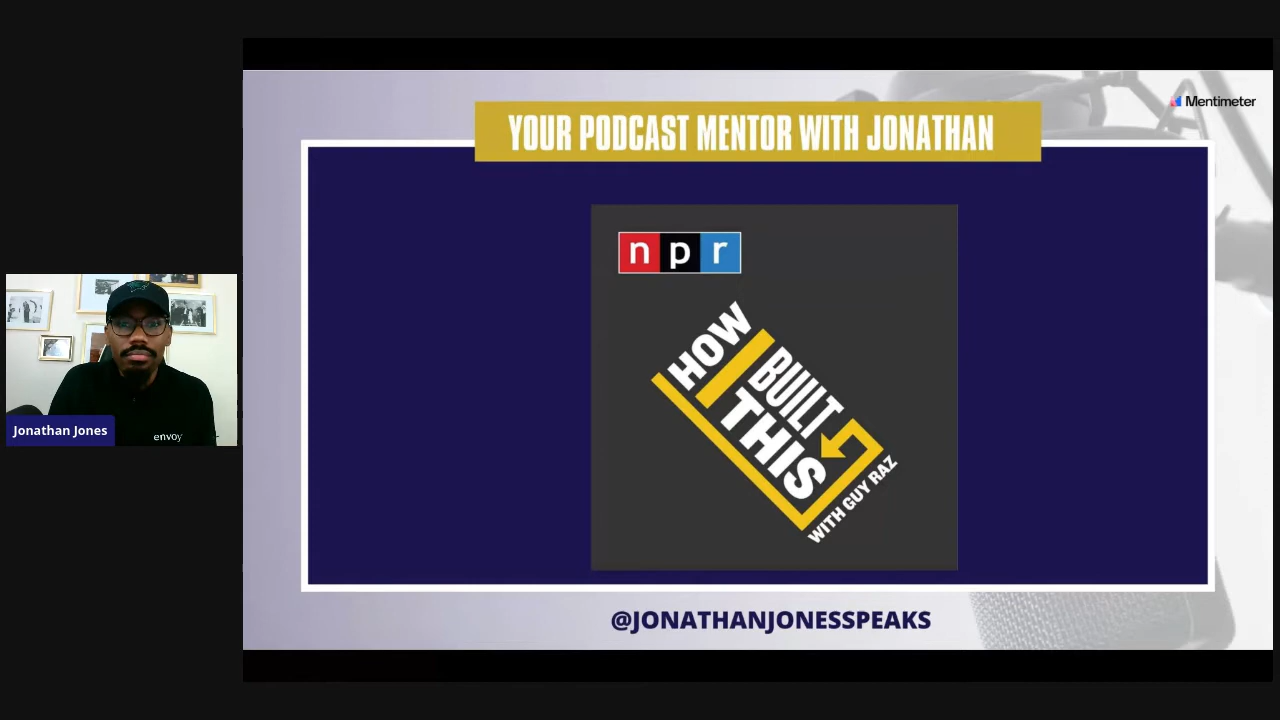 Mentimeter
YOUR PODCAST MENTOR WITH JONATHAN
npr
HOW
BUILT
THIS
WITH GUY RAZ
@JONATHANJONESSPEAKS
Jonathan Jones
envoy